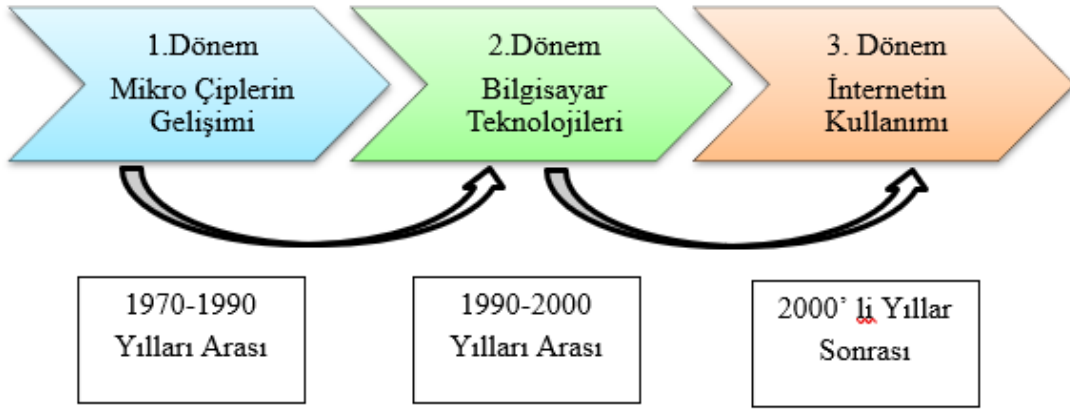 1.Dönem
Mikro Çiplerin
Gelişimi
2.Dönem
Bilgisayar
Teknolojileri
3. Dönem
İnternetin
Kullanımı
1970-1990
Yılları Arası
1990-2000
Yılları Arası
2000’ li Yıllar
Sonrası